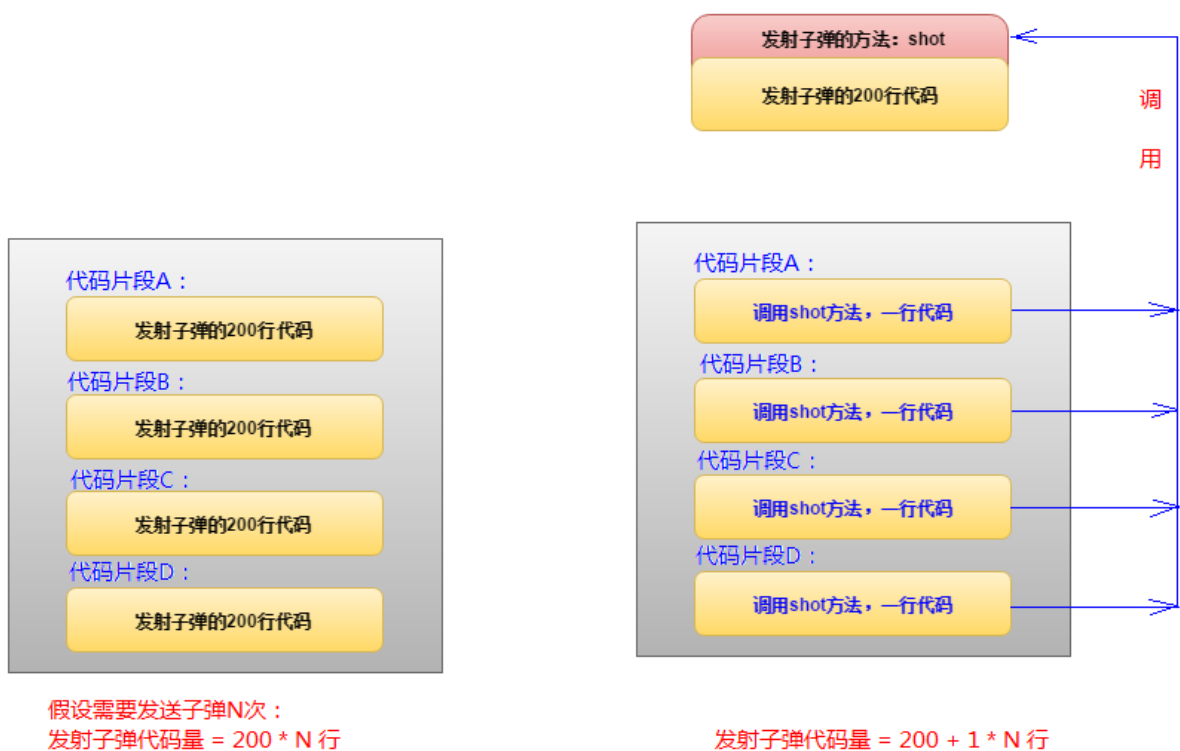 代码片段A：
发射子弹的200行代码
代码片段B：
发射子弹的200行代码
代码片段C：
发射子弹的200行代码
代码片段D：
发射子弹的200行代码
假设需要发送子弹N次：
发射子弹代码量 = 200 * N 行
发射子弹的方法：shot
发射子弹的200行代码
调
用
代码片段A：
调用shot方法，一行代码
代码片段B：
调用shot方法，一行代码
代码片段C：
调用shot方法，一行代码
代码片段D：
调用shot方法，一行代码
发射子弹代码量 = 200 + 1 * N 行